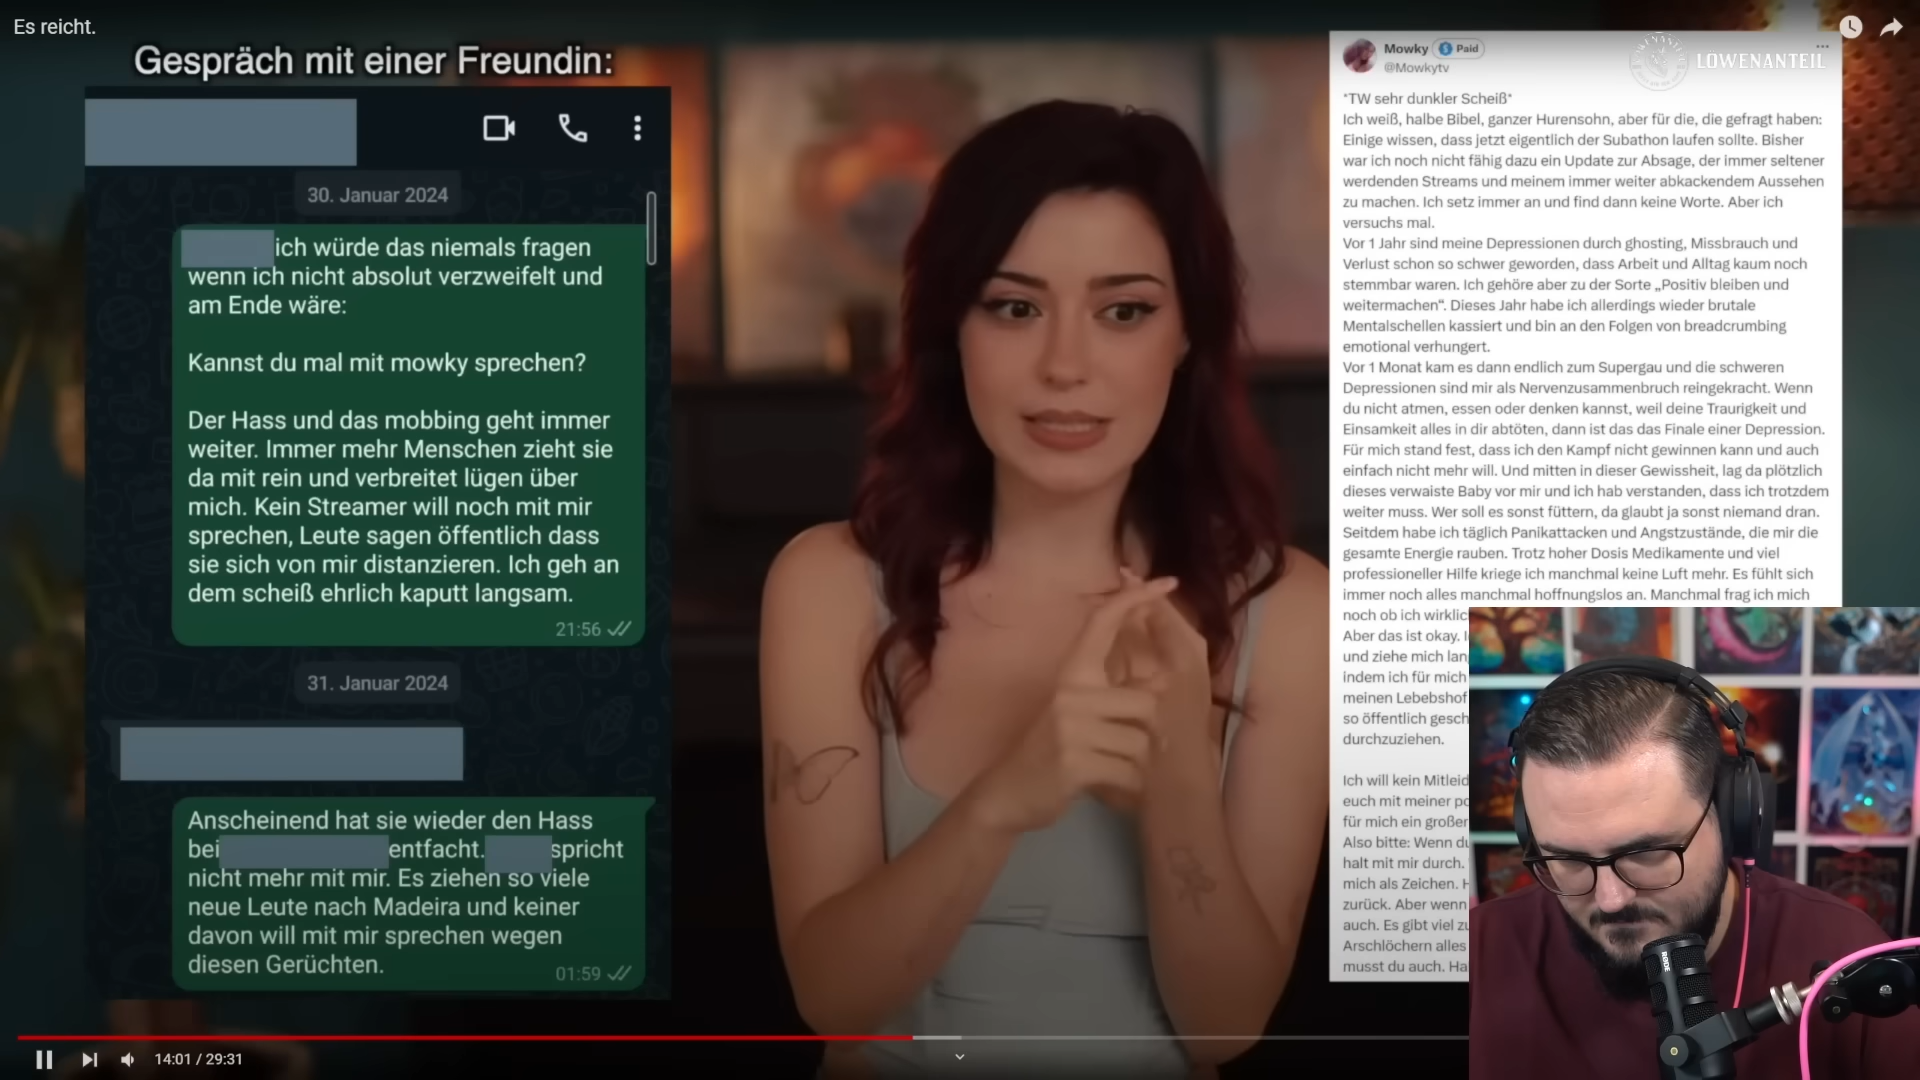 Es reicht.
Gespräch mit einer Freundin:
30. Januar 2024
ich würde das niemals fragen
wenn ich nicht absolut verzweifelt und
am Ende wäre:
Kannst du mal mit mowky sprechen?
Der Hass und das mobbing geht immer
weiter. Immer mehr Menschen zieht sie
da mit rein und verbreitet lügen über
mich. Kein Streamer will noch mit mir
sprechen, Leute sagen öffentlich dass
sie sich von mir distanzieren. Ich geh an
dem scheiß ehrlich kaputt langsam.
21:56
31. Januar 2024
Anscheinend hat sie wieder den Hass
bei entfacht. spricht
nicht mehr mit mir. Es ziehen so viele
neue Leute nach Madeira und keiner
davon will mit mir sprechen wegen
diesen Gerüchten.
01:59
Mowky Paid
@Mowkytv
LÖWENANTEIL
*TW sehr dunkler Scheiß*
Ich weiß, halbe Bibel, ganzer Hurensohn, aber für die, die gefragt haben:
Einige wissen, dass jetzt eigentlich der Subathon laufen sollte. Bisher
war ich noch nicht fähig dazu ein Update zur Absage, der immer seltener
werdenden Streams und meinem immer weiter abkackendem Aussehen
zu machen. Ich setz immer an und find dann keine Worte. Aber ich
versuchs mal.
Vor 1 Jahr sind meine Depressionen durch ghosting, Missbrauch und
Verlust schon so schwer geworden, dass Arbeit und Alltag kaum noch
stemmbar waren. Ich gehöre aber zu der Sorte „Positiv bleiben und
weitermachen“. Dieses Jahr habe ich allerdings wieder brutale
Mentalschellen kassiert und bin an den Folgen von breadcrumbing
emotional verhungert.
Vor 1 Monat kam es dann endlich zum Supergau und die schweren
Depressionen sind mir als Nervenzusammenbruch reingekracht. Wenn
du nicht atmen, essen oder denken kannst, weil deine Traurigkeit und
Einsamkeit alles in dir abtöten, dann ist das das Finale einer Depression.
Für mich stand fest, dass ich den Kampf nicht gewinnen kann und auch
einfach nicht mehr will. Und mitten in dieser Gewissheit, lag da plötzlich
dieses verwaiste Baby vor mir und ich hab verstanden, dass ich trotzdem
weiter muss. Wer soll es sonst füttern, da glaubt ja sonst niemand dran.
Seitdem habe ich täglich Panikattacken und Angstzustände, die mir die
gesamte Energie rauben. Trotz hoher Dosis Medikamente und viel
professioneller Hilfe kriege ich manchmal keine Luft mehr. Es fühlt sich
immer noch alles manchmal hoffnungslos an. Manchmal frag ich mich
noch ob ich wirklic
Aber das ist okay.
und ziehe mich lan
indem ich für mich
meinen Lebebshof
so öffentlich gesch
durchzuziehen.
Ich will kein Mitleid
euch mit meiner po
für mich ein großer
Also bitte: Wenn du
halt mit mir durch.
mich als Zeichen. H
zurück. Aber wenn
auch. Es gibt viel zu
Arschlöchern alles
musst du auch. Ha
RØDE
14:01 / 29:31